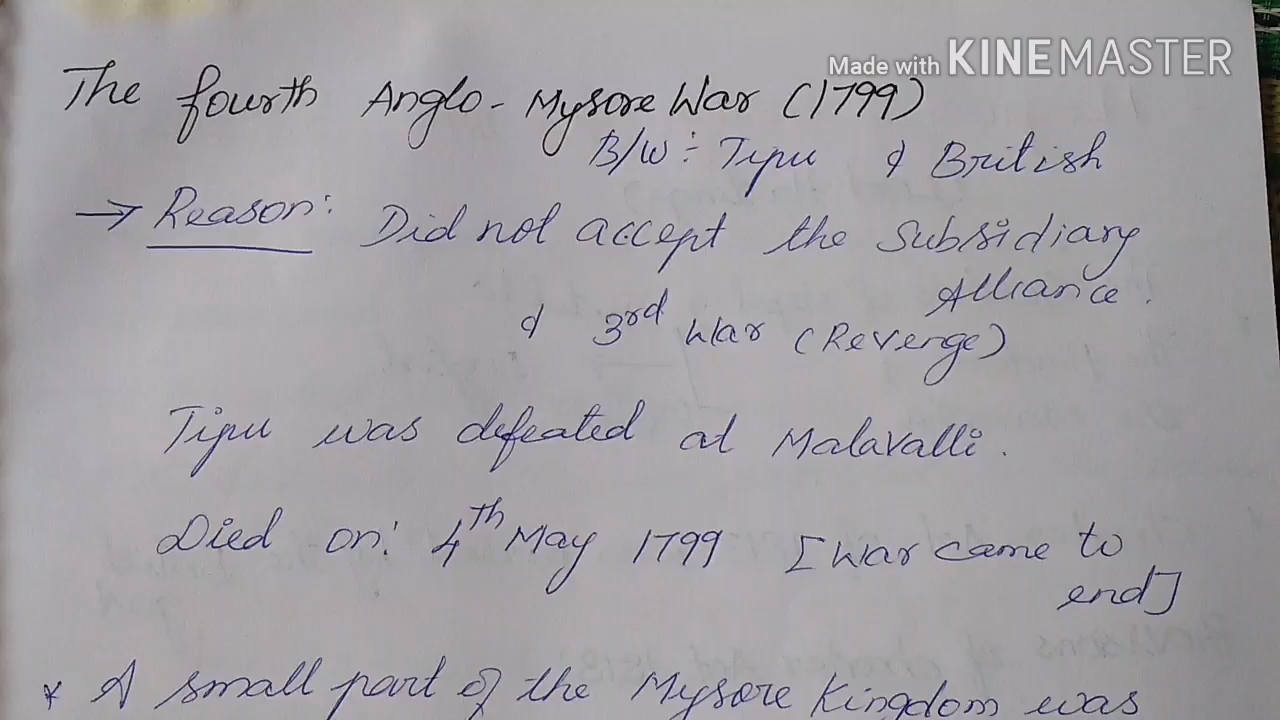 Made with KINEMASTER
The fourth Anglo-Mysore War (1799)
B/W :- Tipu & British
→ Reason: Did not accept the Subsidiary
Alliance.
& 3rd War (Revenge)
Tipu was defeated at Malavalli.
Died on: 4th May 1799 [War came to
end]
* A small part of the Mysore Kingdom was